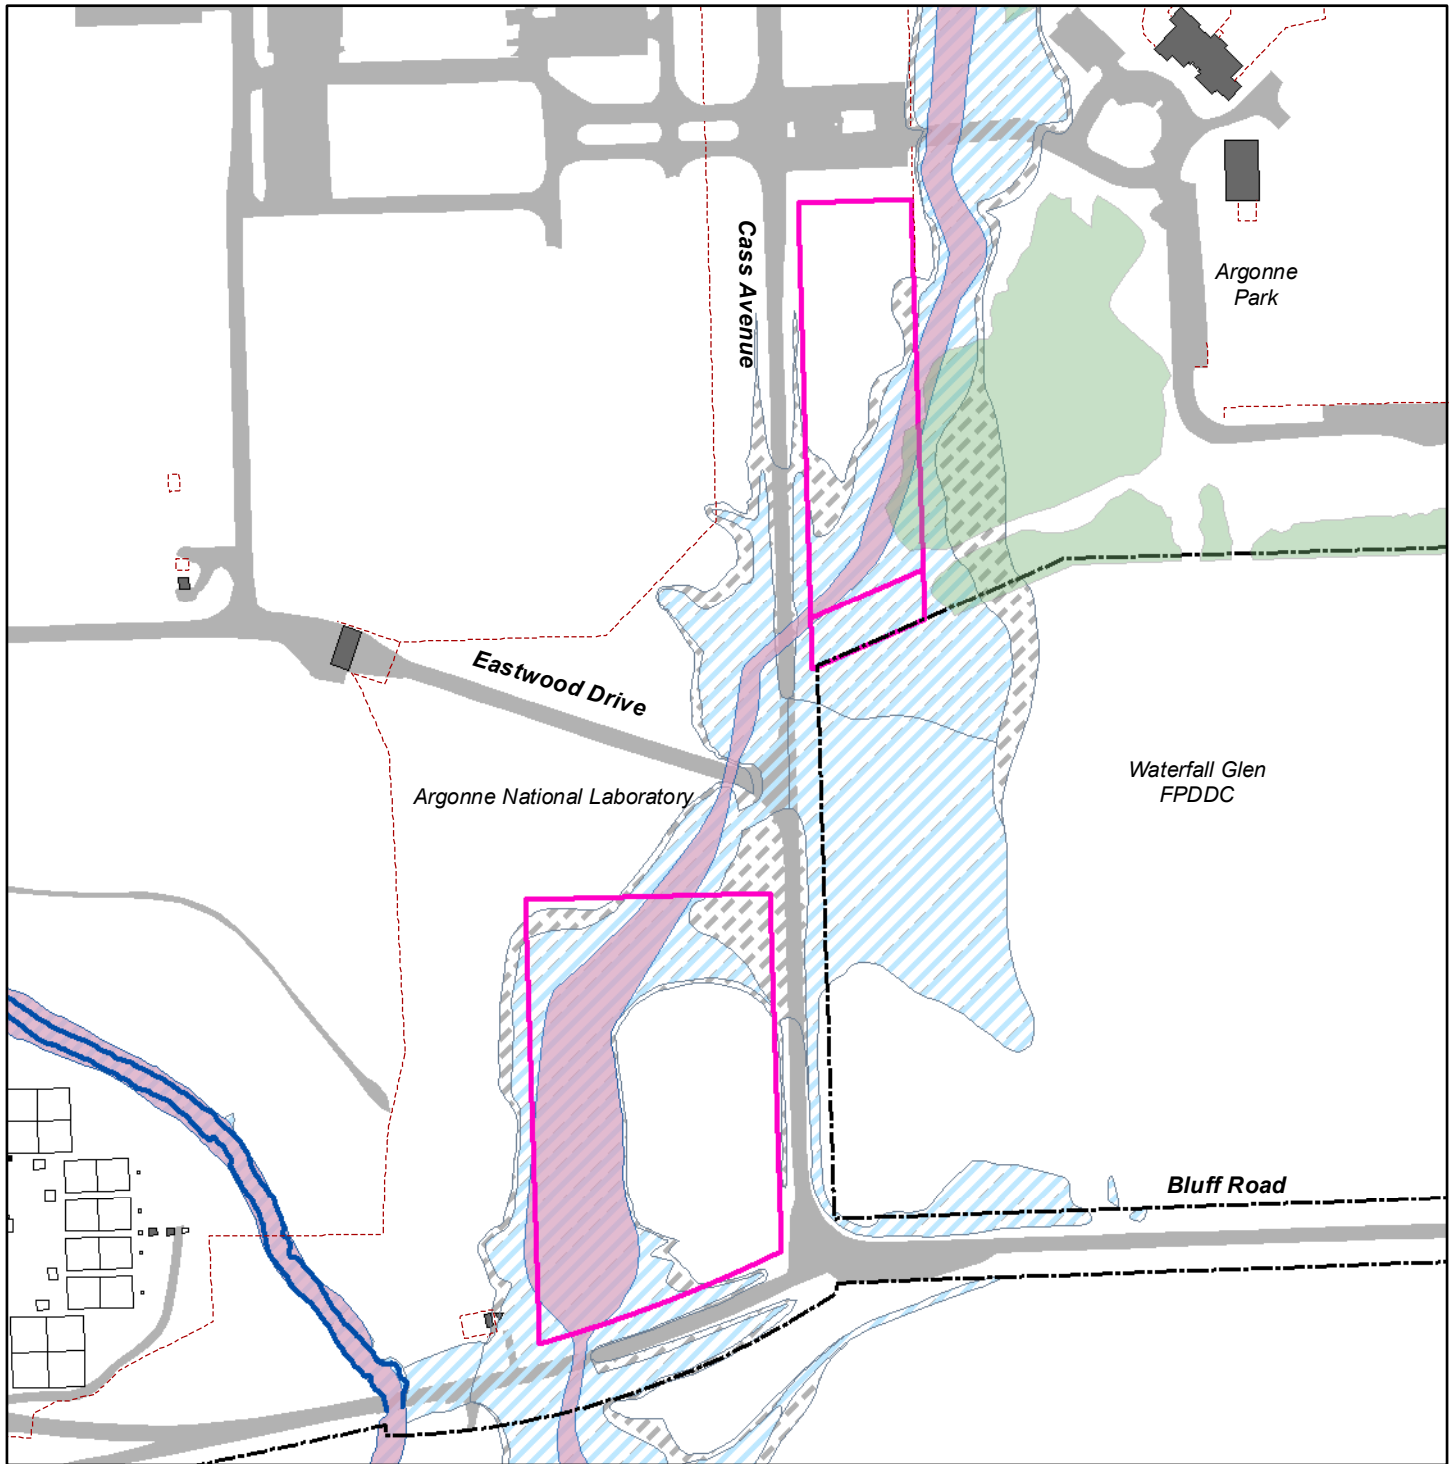 Cass Avenue
Argonne
Park
Eastwood Drive
Waterfall Glen
FPDDC
Argonne National Laboratory
Bluff Road